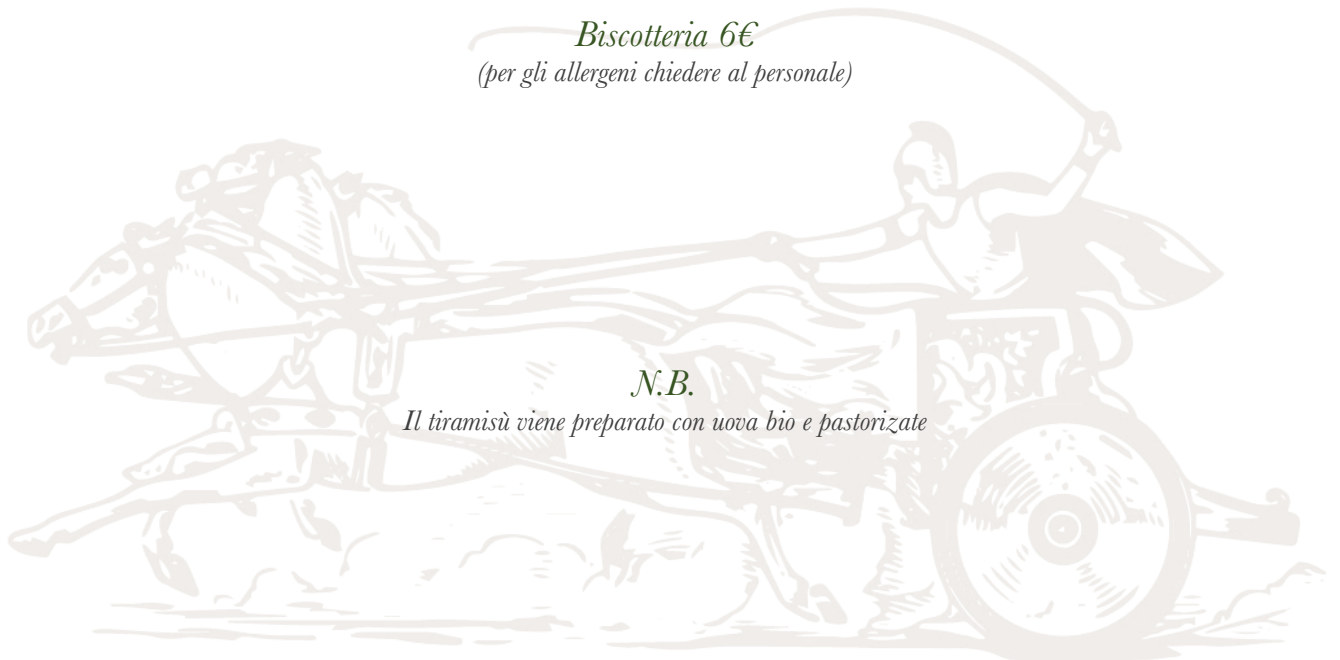 Biscotteria 6€
(per gli allergeni chiedere al personale)
N.B.
Il tiramisù viene preparato con uova bio e pastorizate